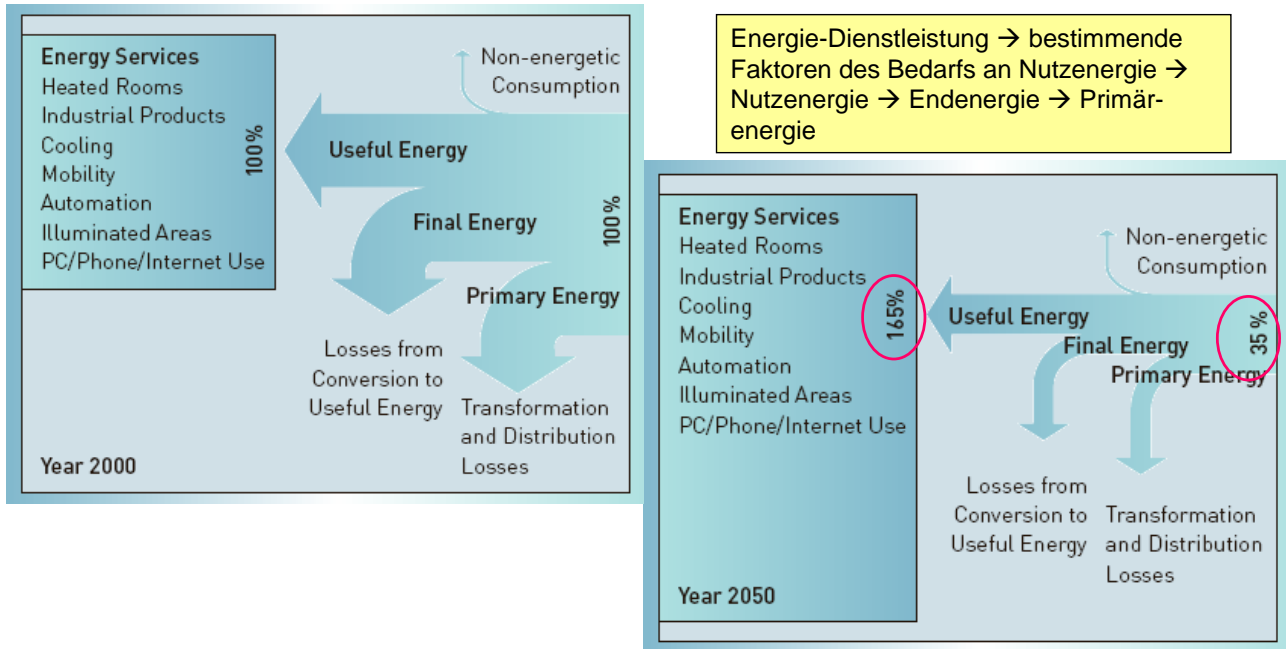 Energy Services
Heated Rooms
Industrial Products
Cooling
Mobility
Automation
Illuminated Areas
PC/Phone/Internet Use
100%
Non-energetic
Consumption
Useful Energy
Final Energy
100%
Primary Energy
Losses from
Conversion to
Useful Energy
Transformation
and Distribution
Losses
Year 2000
Energie-Dienstleistung → bestimmende
Faktoren des Bedarfs an Nutzenergie →
Nutzenergie → Endenergie → Primär-
energie
Energy Services
Heated Rooms
Industrial Products
Cooling
Mobility
Automation
Illuminated Areas
PC/Phone/Internet Use
165%
Non-energetic
Consumption
Useful Energy
Final Energy
35 %
Primary Energy
Losses from
Conversion to
Useful Energy
Transformation
and Distribution
Losses
Year 2050